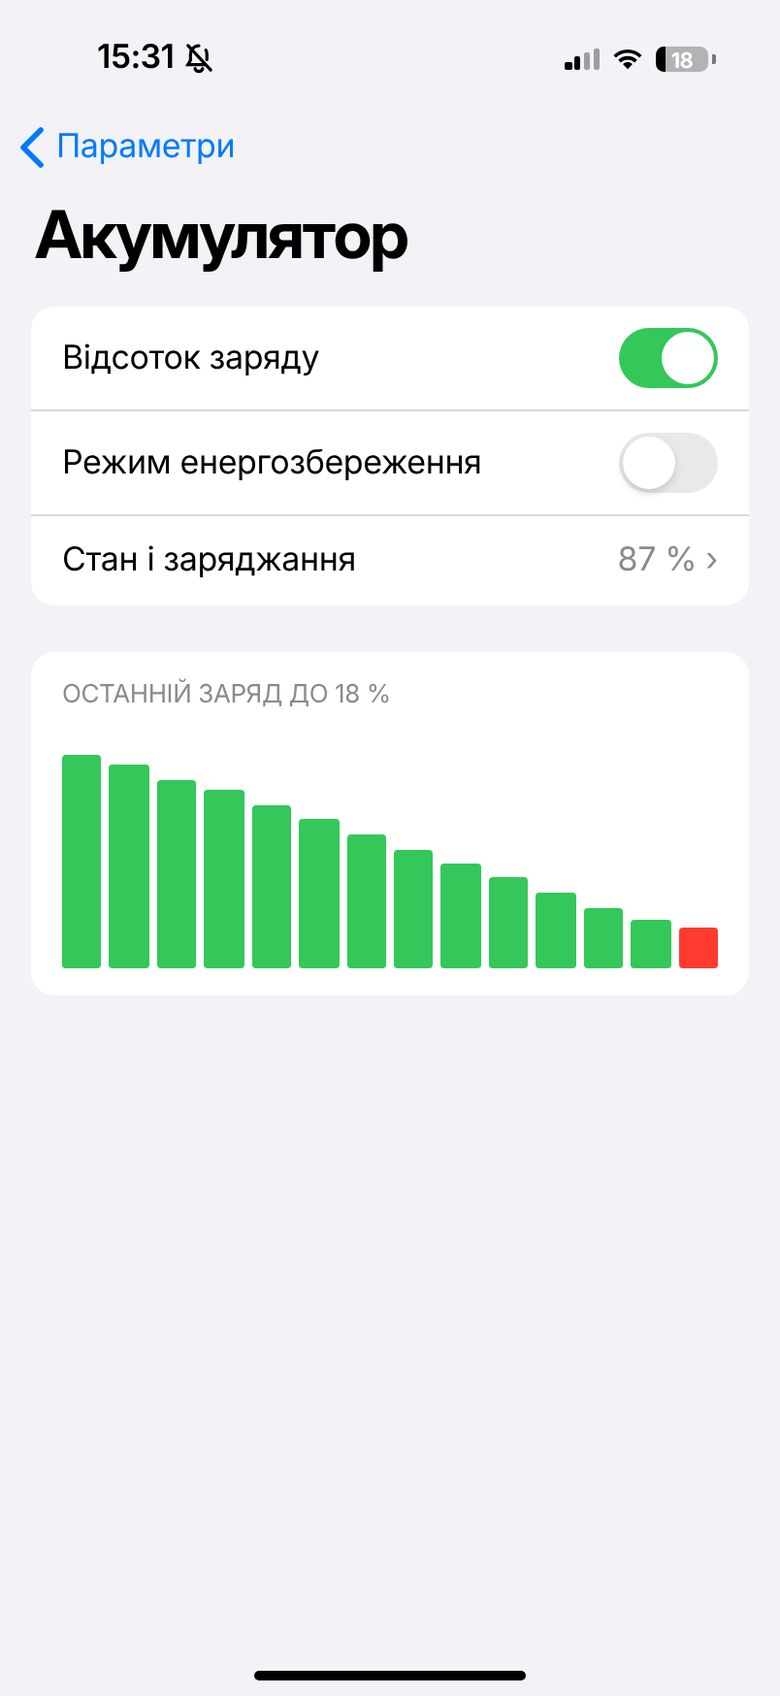 15:31
18
Параметри
Акумулятор
Відсоток заряду
Режим енергозбереження
Стан і заряджання 87 % ›
ОСТАННІЙ ЗАРЯД ДО 18 %